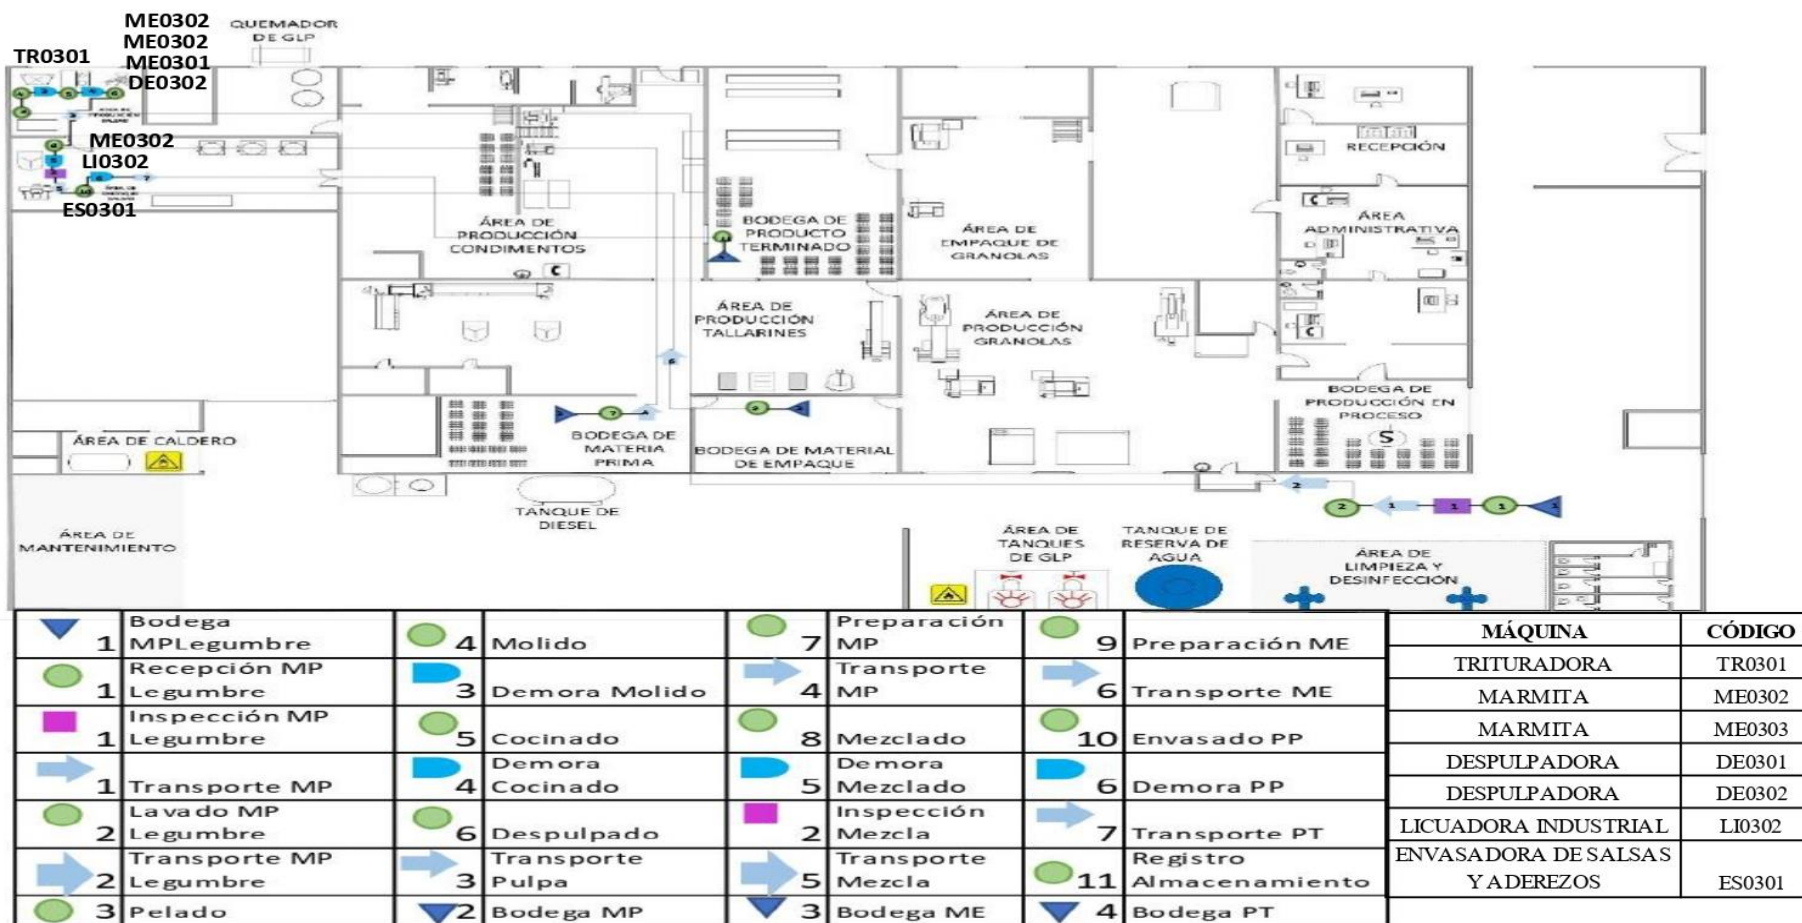 ME0302
ME0302
ME0301
DE0302
TR0301
QUEMADOR
DE GLP
ME0302
LI0302
ES0301
ÁREA DE
PRODUCCIÓN
CONDIMENTOS
BODEGA DE
PRODUCTO
TERMINADO
ÁREA DE
EMPAQUE DE
GRANOLAS
RECEPCIÓN
ÁREA
ADMINISTRATIVA
C
C
C
ÁREA DE
PRODUCCIÓN
TALLARINES
ÁREA DE
PRODUCCIÓN
GRANOLAS
BODEGA DE
PRODUCCIÓN EN
PROCESO
S
ÁREA DE CALDERO
BODEGA DE
MATERIA
PRIMA
BODEGA DE MATERIAL
DE EMPAQUE
TANQUE DE
DIESEL
ÁREA DE
MANTENIMIENTO
2
2 1 1 1 1
ÁREA DE
TANQUES
DE GLP
TANQUE DE
RESERVA DE
AGUA
ÁREA DE
LIMPIEZA Y
DESINFECCIÓN
1 Bodega
MPLegumbre
4 Molido
7 Preparación
MP
9 Preparación ME
1 Recepción MP
Legumbre
3 Demora Molido
4 Transporte
MP
6 Transporte ME
1 Inspección MP
Legumbre
5 Cocinado
8 Mezclado
10 Envasado PP
1 Transporte MP
4 Demora
Cocinado
5 Demora
Mezclado
6 Demora PP
2 Lavado MP
Legumbre
6 Despulpado
2 Inspección
Mezcla
7 Transporte PT
2 Transporte MP
Legumbre
3 Transporte
Pulpa
5 Transporte
Mezcla
11 Registro
Almacenamiento
3 Pelado
2 Bodega MP
3 Bodega ME
4 Bodega PT
MÁQUINA CÓDIGO
TRITURADORA TR0301
MARMITA ME0302
MARMITA ME0303
DESPULPADORA DE0301
DESPULPADORA DE0302
LICUADORA INDUSTRIAL LI0302
ENVASADORA DE SALSAS
Y ADEREZOS ES0301